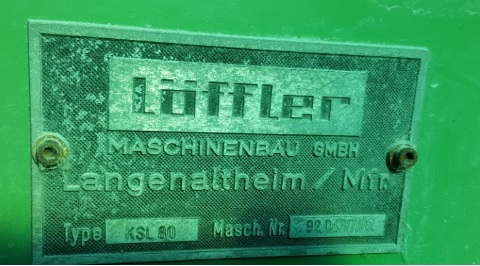 Löffler
MASCHINENBAU GMBH
Langenaltheim / Mfr.
Type KSL 80 Masch. Nr.